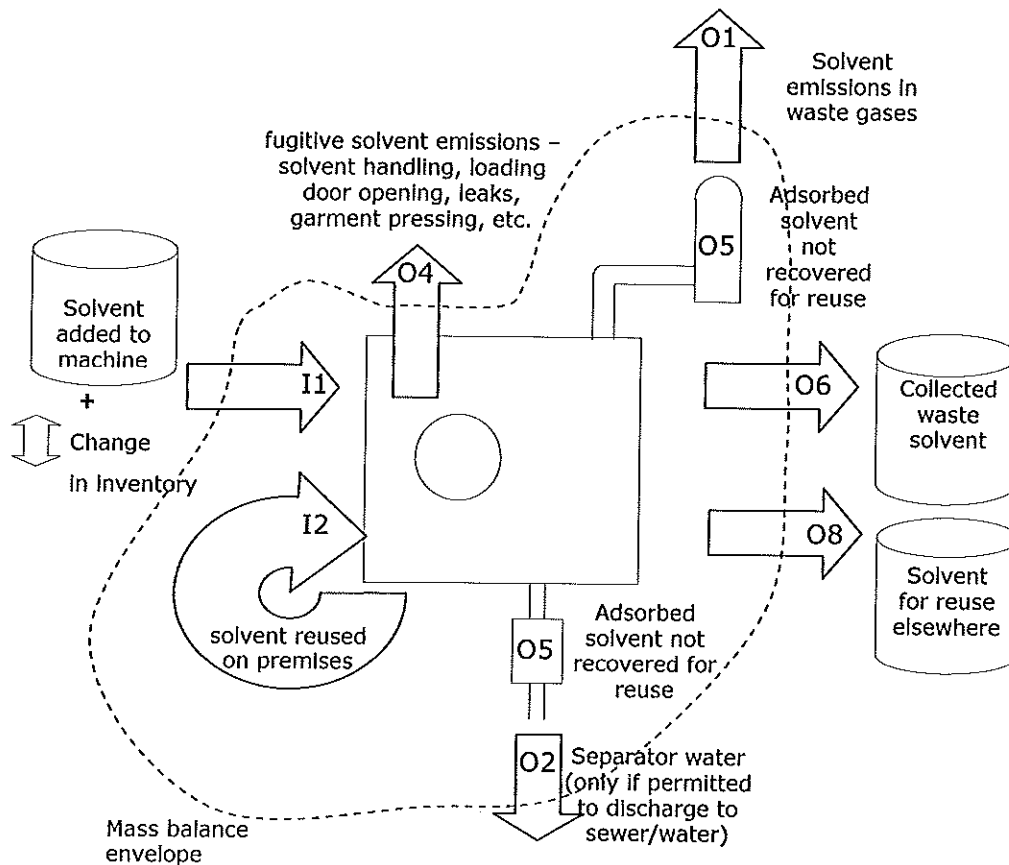 O1
Solvent
emissions in
waste gases
fugitive solvent emissions –
solvent handling, loading
door opening, leaks,
garment pressing, etc.
Adsorbed
solvent
not
recovered
for reuse
O5
O4
Solvent
added to
machine
+
Change
in inventory
I1
O6
Collected
waste
solvent
I2
O8
Solvent
for reuse
elsewhere
solvent reused
on premises
O5
Adsorbed
solvent not
recovered for
reuse
O2
Separator water
(only if permitted
to discharge to
sewer/water)
Mass balance
envelope